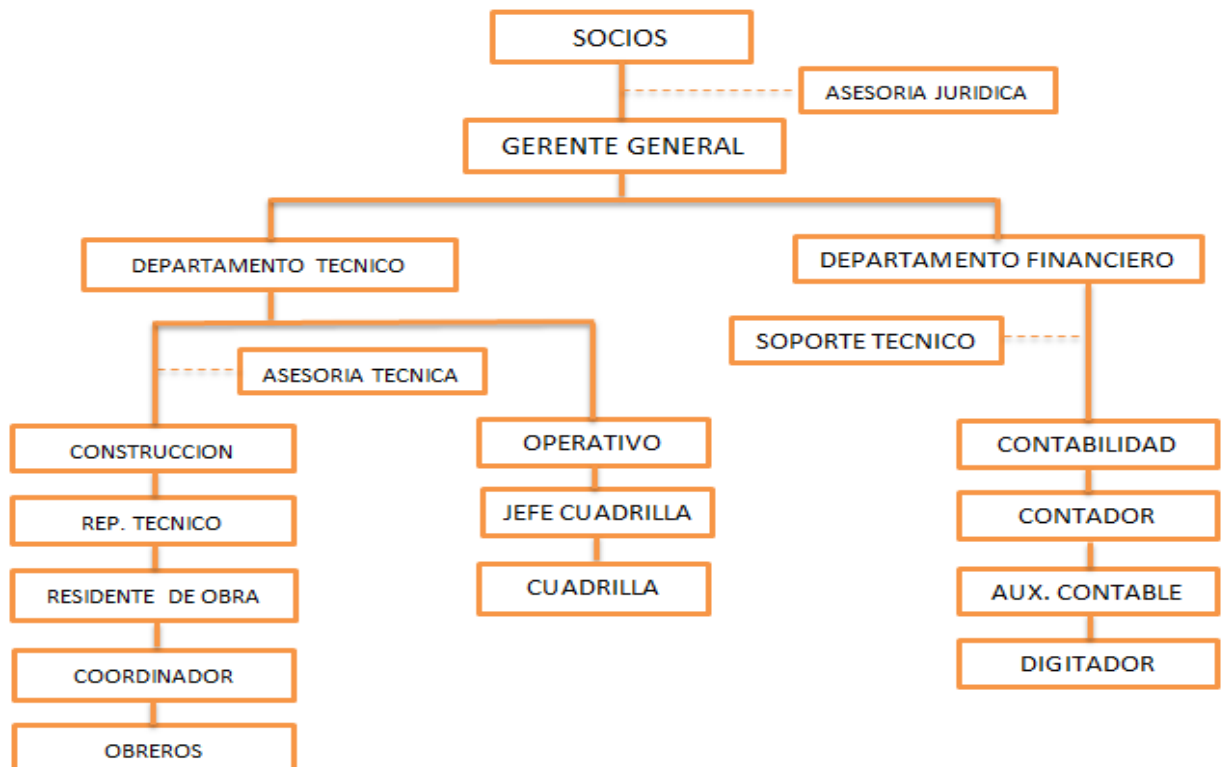 SOCIOS
ASESORIA JURIDICA
GERENTE GENERAL
DEPARTAMENTO TECNICO
DEPARTAMENTO FINANCIERO
SOPORTE TECNICO
ASESORIA TECNICA
CONSTRUCCION
OPERATIVO
CONTABILIDAD
REP. TECNICO
JEFE CUADRILLA
CONTADOR
RESIDENTE DE OBRA
CUADRILLA
AUX. CONTABLE
COORDINADOR
DIGITADOR
OBREROS